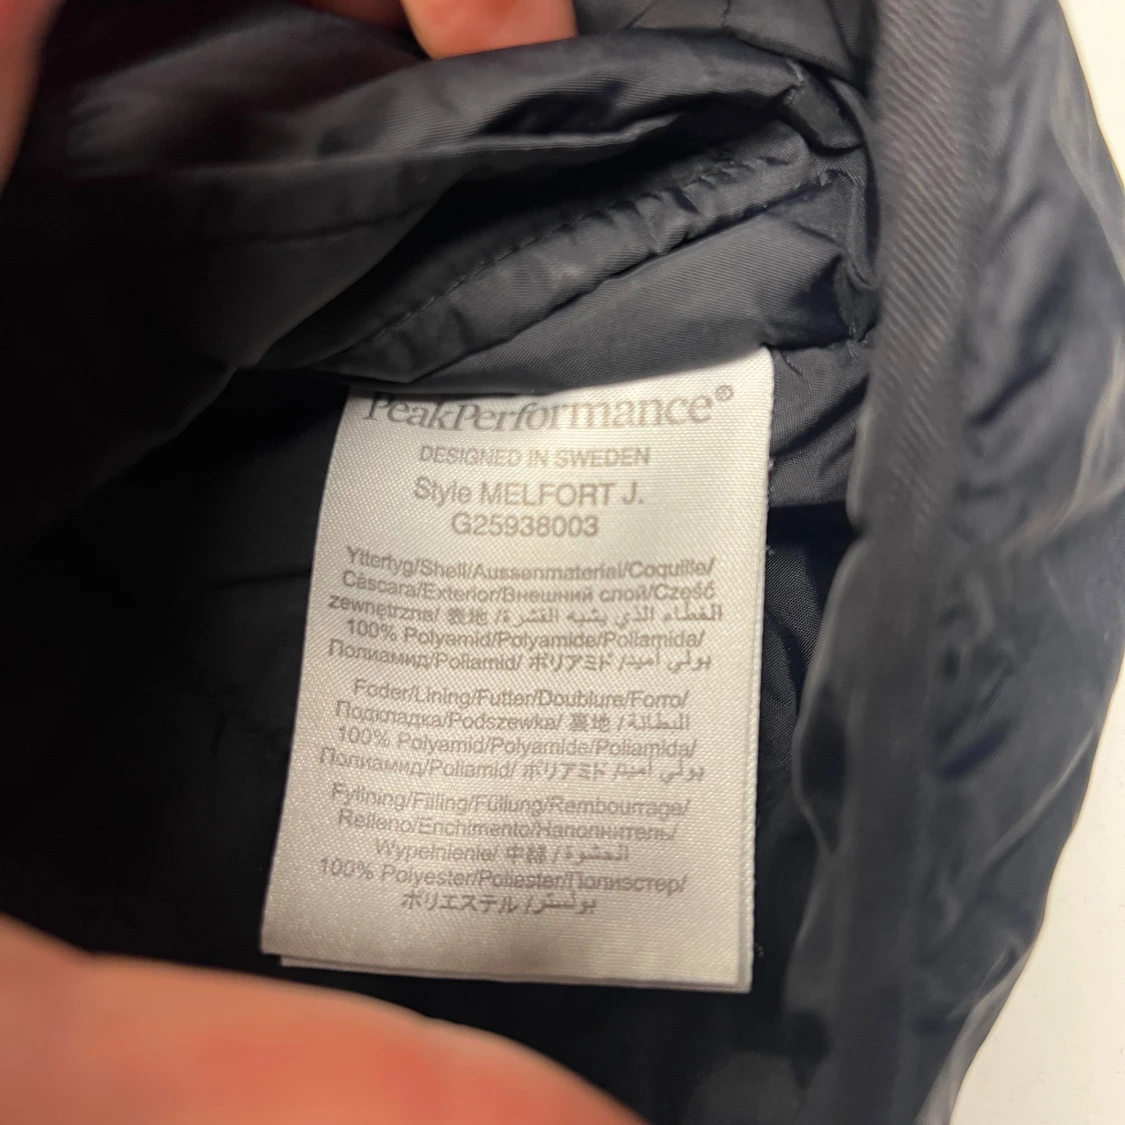 PeakPerformance®
DESIGNED IN SWEDEN
Style MELFORT J.
G25938003
Yttertyg/Shell/Aussenmaterial/Coquille/
Cáscara/Exterior/Внешний слой/Część
zewnętrzna/ 表地 /الغطاء الذي يشبه القشرة
100% Polyamid/Polyamide/Poliamida/
Полиамид/Poliamid/ ポリアミド /بولي أميد
Foder/Lining/Futter/Doublure/Forro/
Подкладка/Podszewka/ 裏地 /البطانة
100% Polyamid/Polyamide/Poliamida/
Полиамид/Poliamid/ ポリアミド /بولي أميد
Fyllning/Filling/Füllung/Rembourrage/
Relleno/Enchimento/Наполнитель/
Wypełnienie/ 中綿 /الحشوة
100% Polyester/Poliester/Полиэстер/
ポリエステル /بوليستر